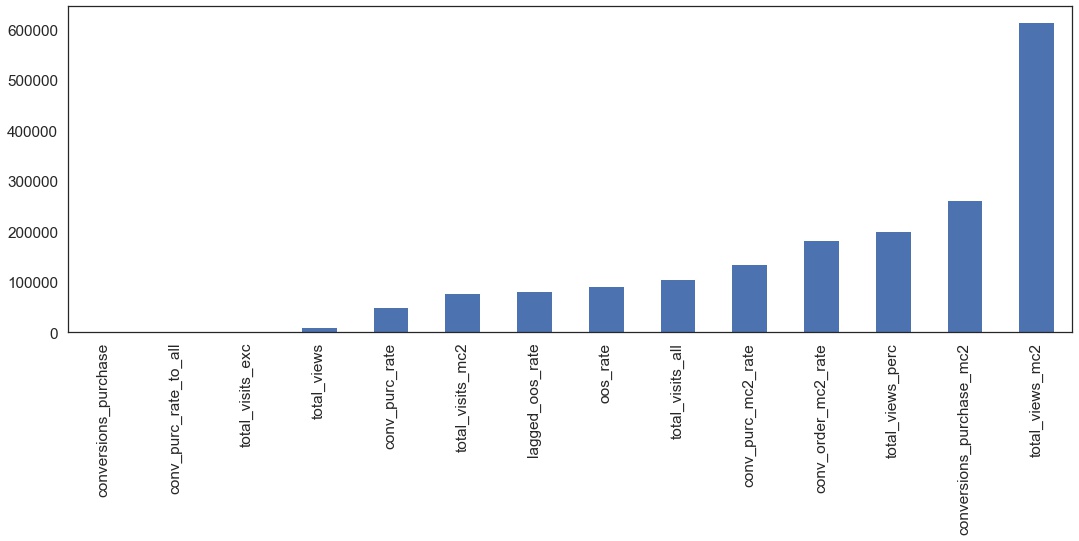 600000
500000
400000
300000
200000
100000
0
conversions_purchase
conv_purc_rate_to_all
total_visits_exc
total_views
conv_purc_rate
total_visits_mc2
lagged_oos_rate
oos_rate
total_visits_all
conv_purc_mc2_rate
conv_order_mc2_rate
total_views_perc
conversions_purchase_mc2
total_views_mc2